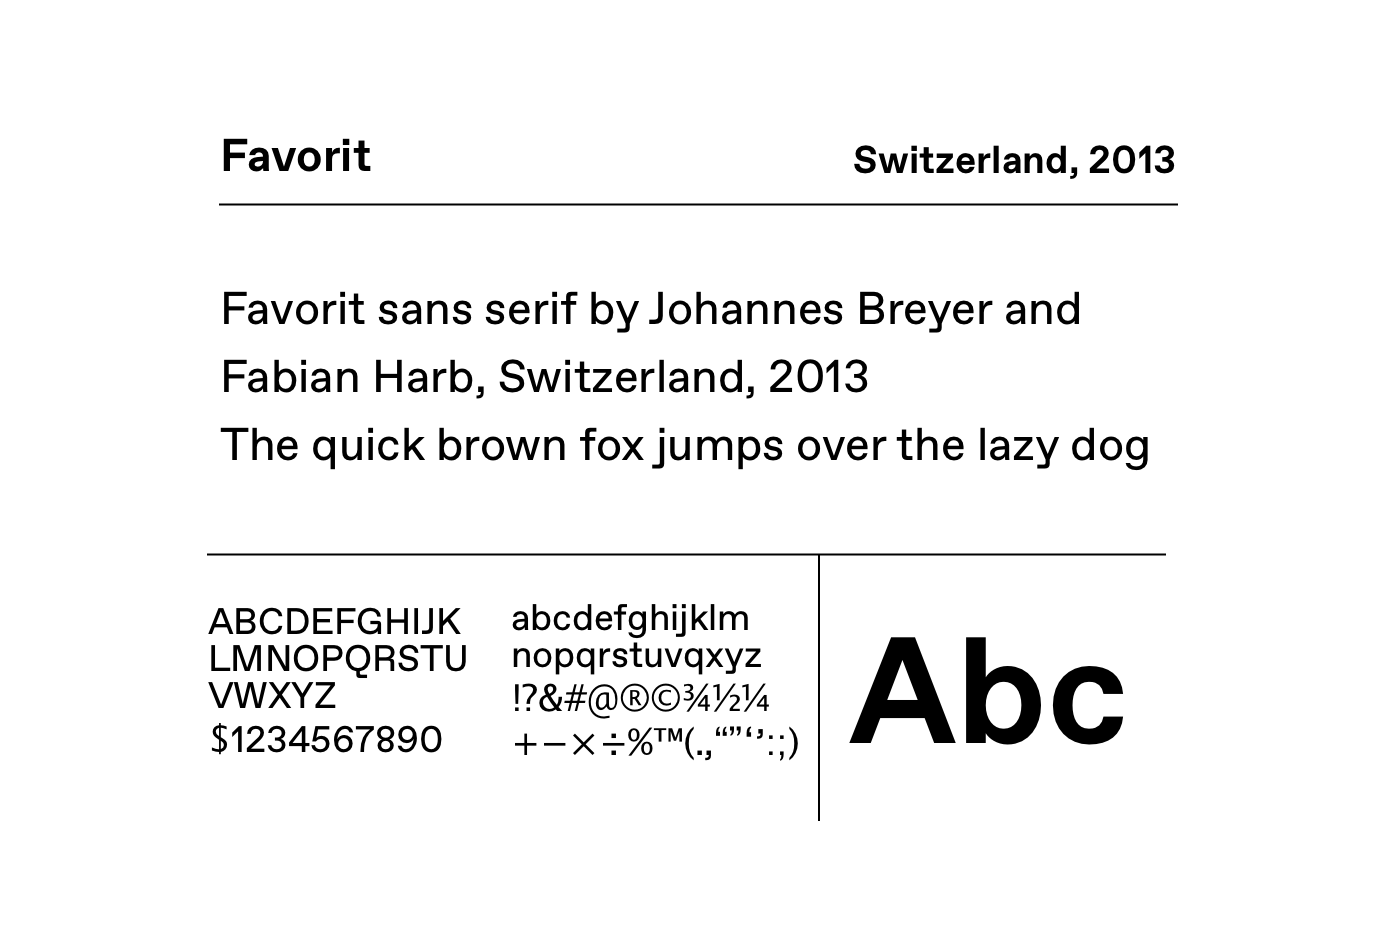 Favorit
Switzerland, 2013
Favorit sans serif by Johannes Breyer and
Fabian Harb, Switzerland, 2013
The quick brown fox jumps over the lazy dog
ABCDEFGHIJK
LMNOPQRSTU
VWXYZ
$1234567890
abcdefghijklm
nopqrstuvqxyz
!?&#@®©¾½¼
+−×÷%™(.,“”‘’:;)
Abc